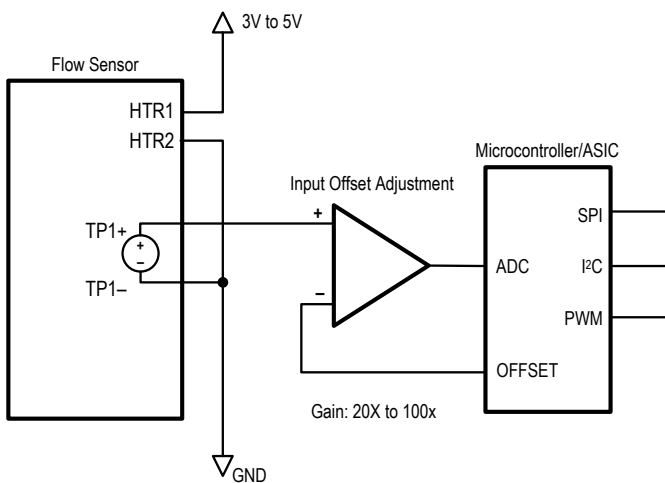 3V to 5V
Flow Sensor
HTR1
HTR2
Microcontroller/ASIC
Input Offset Adjustment
+
SPI
TP1+
+
–
ADC
I²C
TP1–
–
PWM
OFFSET
Gain: 20X to 100x
GND